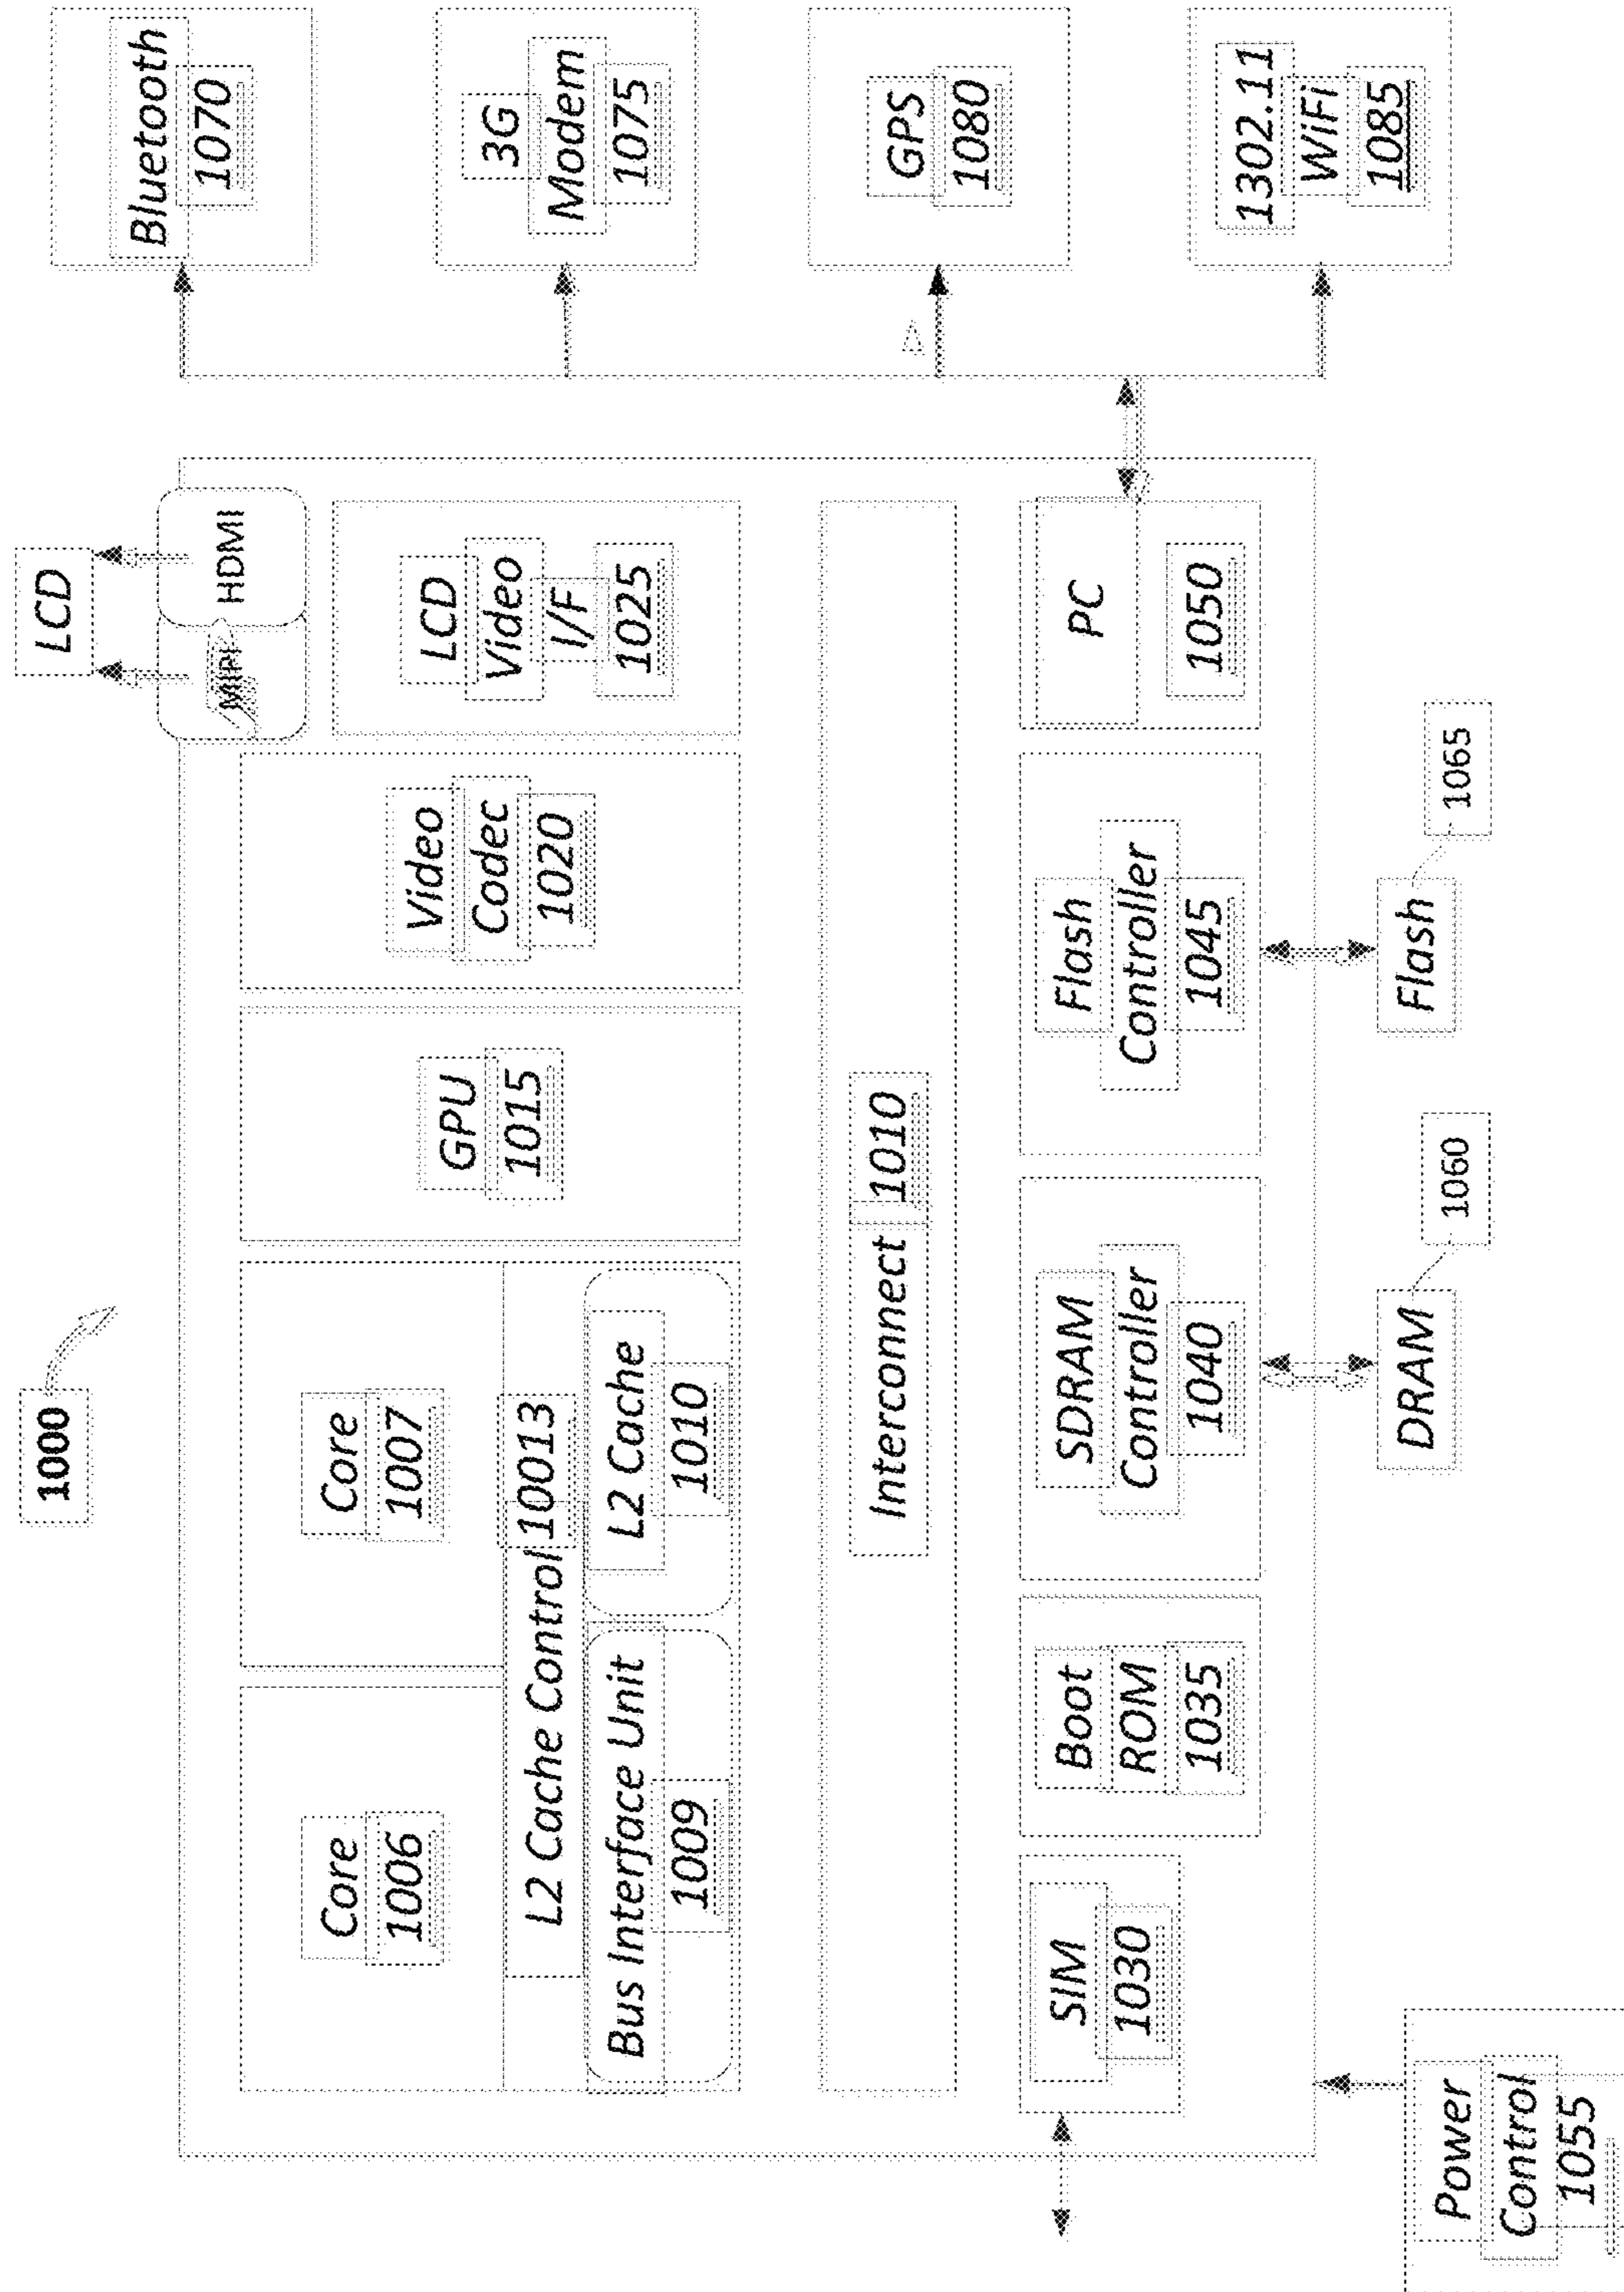 1000
LCD
MIPI
HDMI
Core
1006
Core
1007
L2 Cache Control 10013
Bus Interface Unit
1009
L2 Cache
1010
GPU
1015
Video
Codec
1020
LCD
Video
I/F
1025
Interconnect 1010
SIM
1030
Boot
ROM
1035
SDRAM
Controller
1040
Flash
Controller
1045
PC
1050
Power
Control
1055
DRAM
1060
Flash
1065
Bluetooth
1070
3G
Modem
1075
GPS
1080
1302.11
WiFi
1085